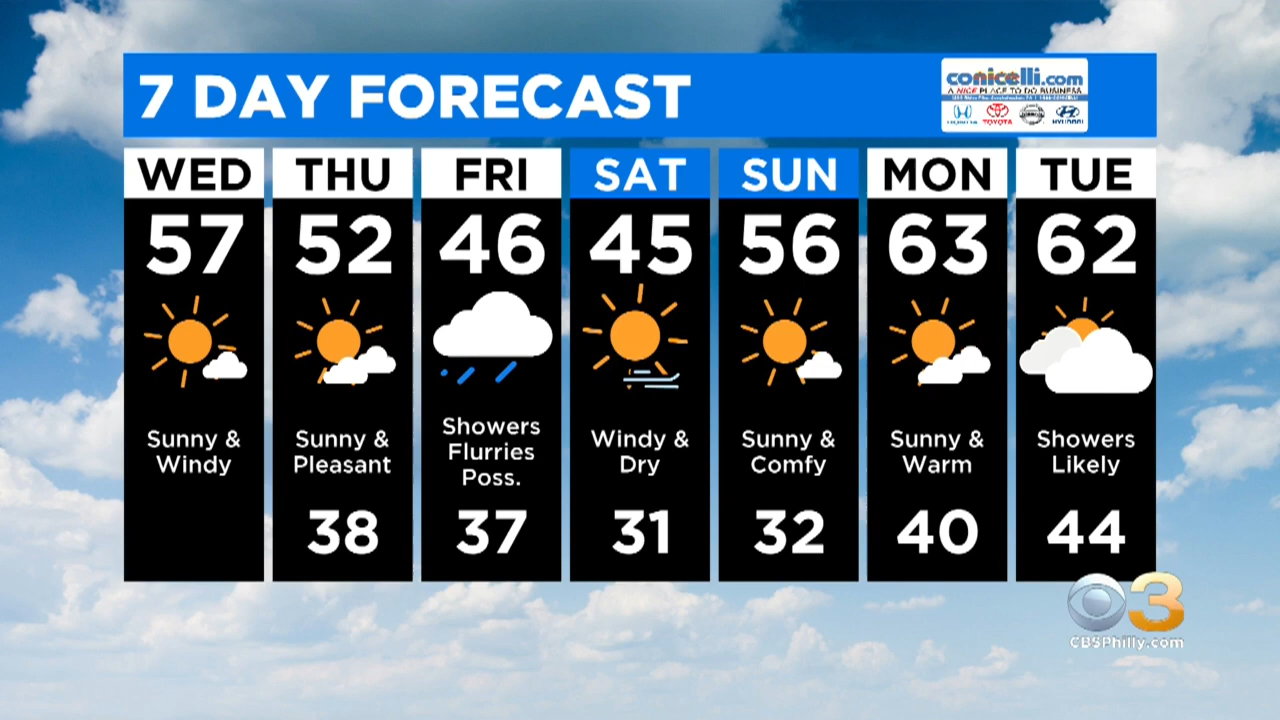 7 DAY FORECAST
conicelli.com
A NICE PLACE TO DO BUSINESS
TOYOTA
HYUNDAI
WED
THU
FRI
SAT
SUN
MON
TUE
57
52
46
45
56
63
62
Sunny &
Windy
Sunny &
Pleasant
Showers
Flurries
Poss.
Windy &
Dry
Sunny &
Comfy
Sunny &
Warm
Showers
Likely
38
37
31
32
40
44
3
CBSPhilly.com